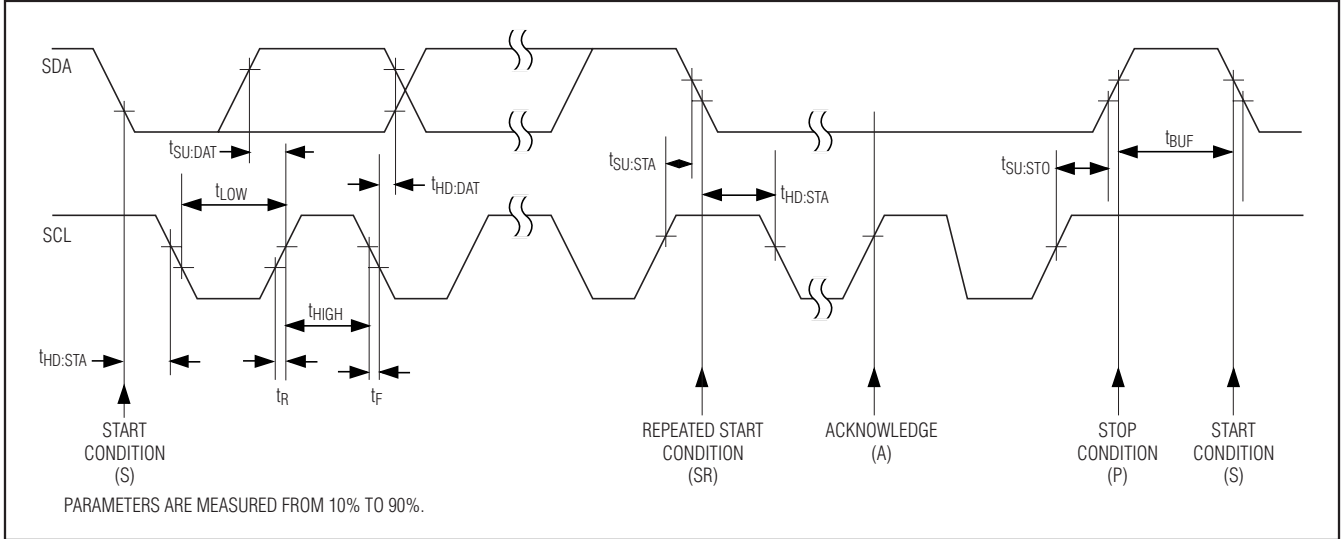 SDA
tSU:DAT
tLOW
tHD:DAT
tSU:STA
tHD:STA
tSU:STO
tBUF
SCL
tHIGH
tHD:STA
tR
tF
START
CONDITION
(S)
REPEATED START
CONDITION
(SR)
ACKNOWLEDGE
(A)
STOP
CONDITION
(P)
START
CONDITION
(S)
PARAMETERS ARE MEASURED FROM 10% TO 90%.